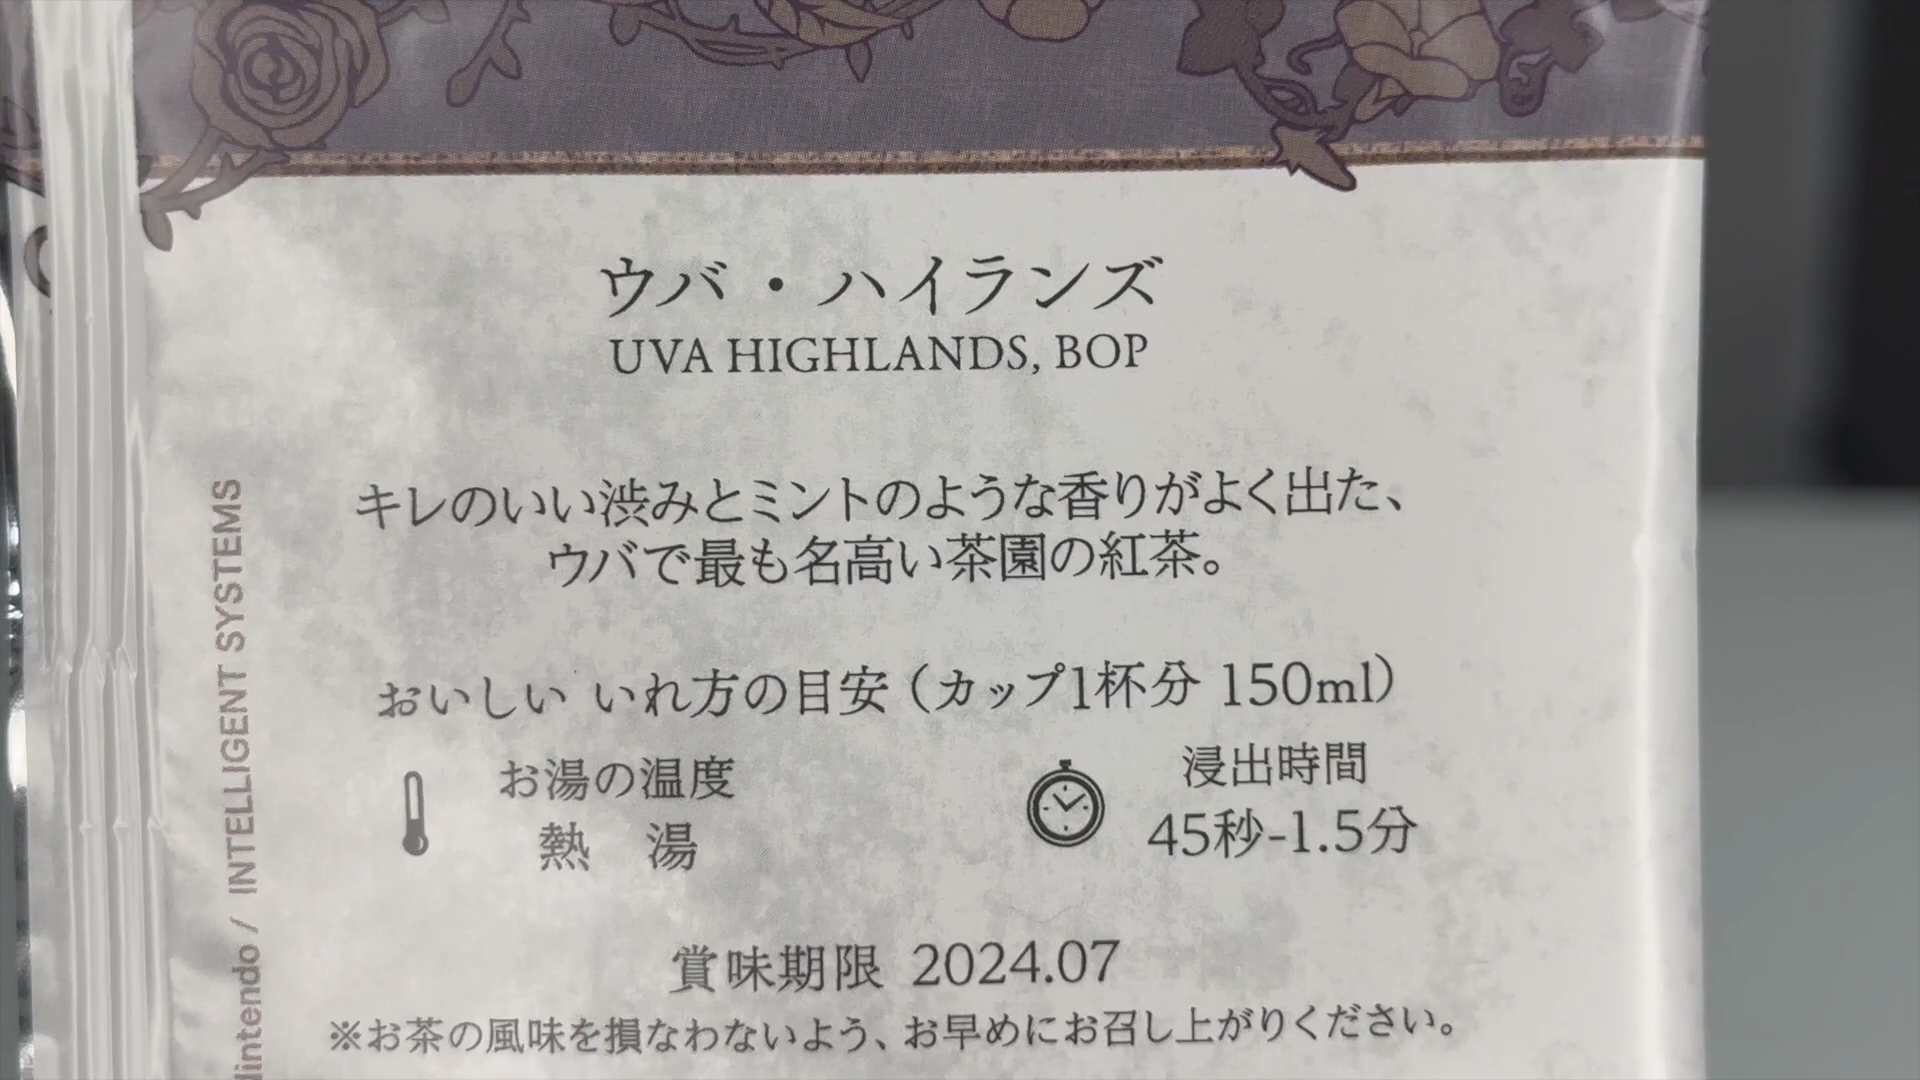 ウバ・ハイランズ
UVA HIGHLANDS, BOP
キレのいい渋みとミントのような香りがよく出た、
ウバで最も名高い茶園の紅茶。
おいしい いれ方の目安（カップ1杯分 150ml）
お湯の温度
熱 湯
浸出時間
45秒-1.5分
賞味期限 2024.07
※お茶の風味を損なわないよう、お早めにお召し上がりください。
Nintendo / INTELLIGENT SYSTEMS